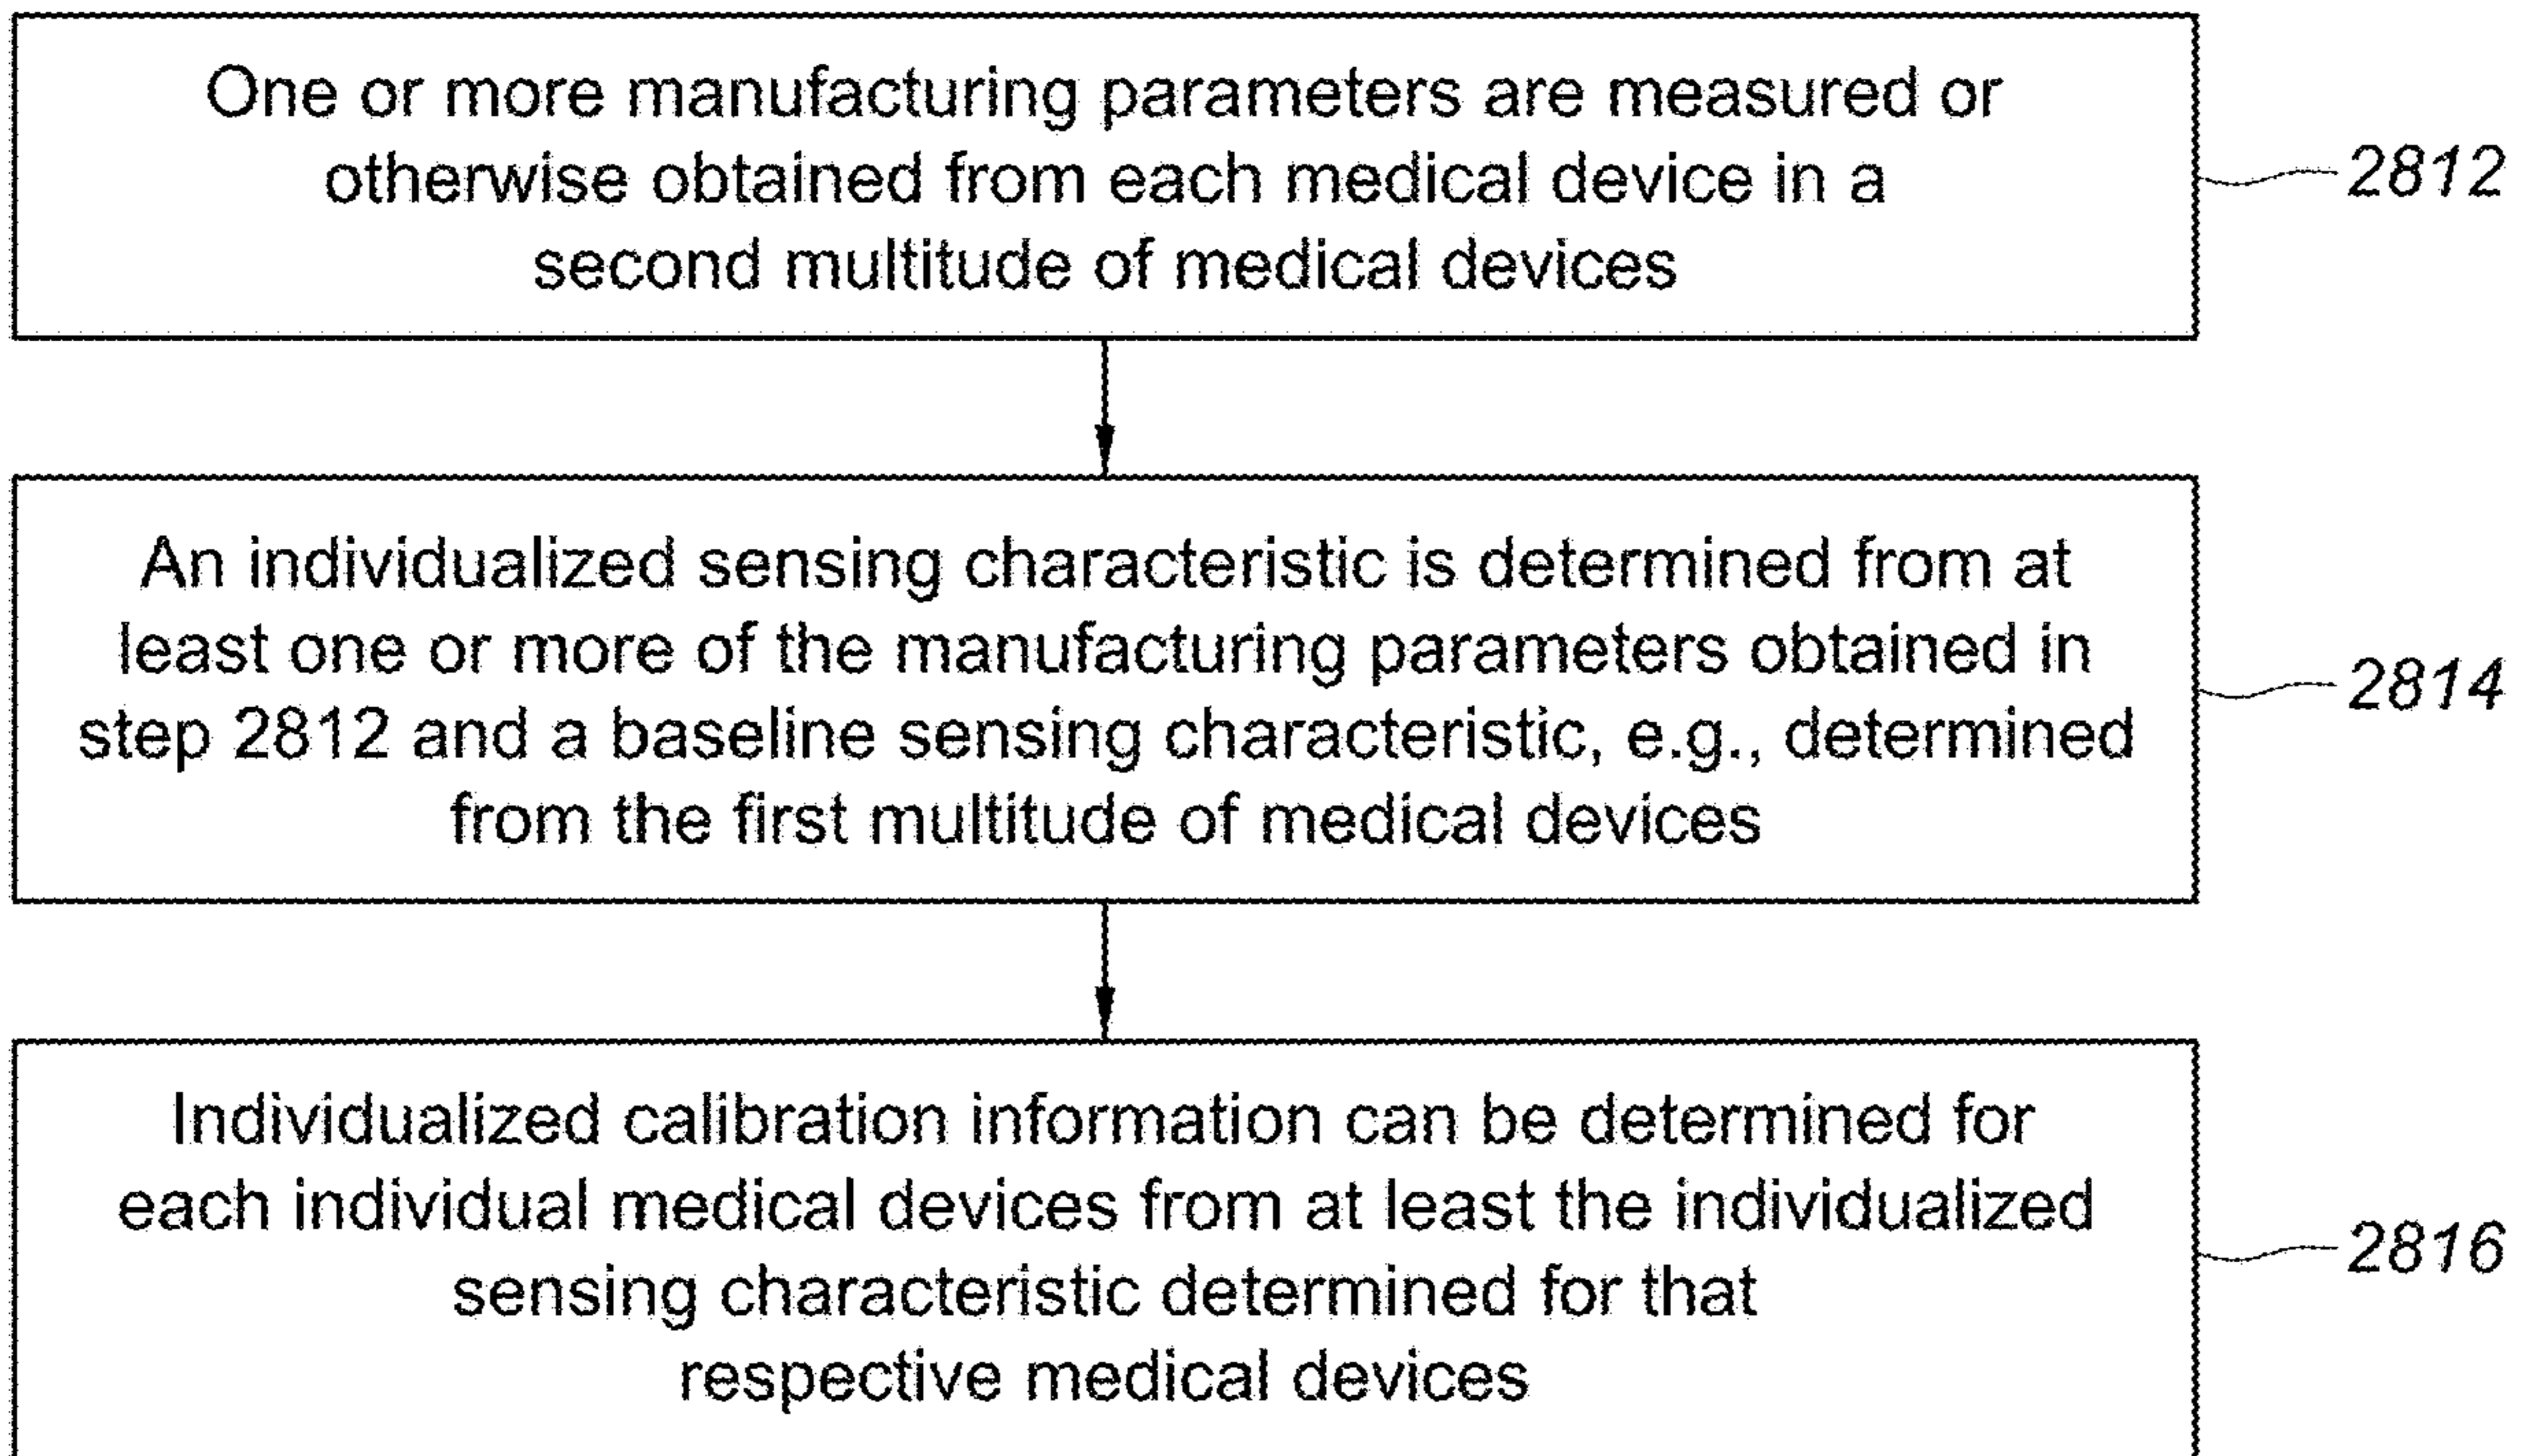 One or more manufacturing parameters are measured or
otherwise obtained from each medical device in a
second multitude of medical devices
2812
An individualized sensing characteristic is determined from at
least one or more of the manufacturing parameters obtained in
step 2812 and a baseline sensing characteristic, e.g., determined
from the first multitude of medical devices
2814
Individualized calibration information can be determined for
each individual medical devices from at least the individualized
sensing characteristic determined for that
respective medical devices
2816